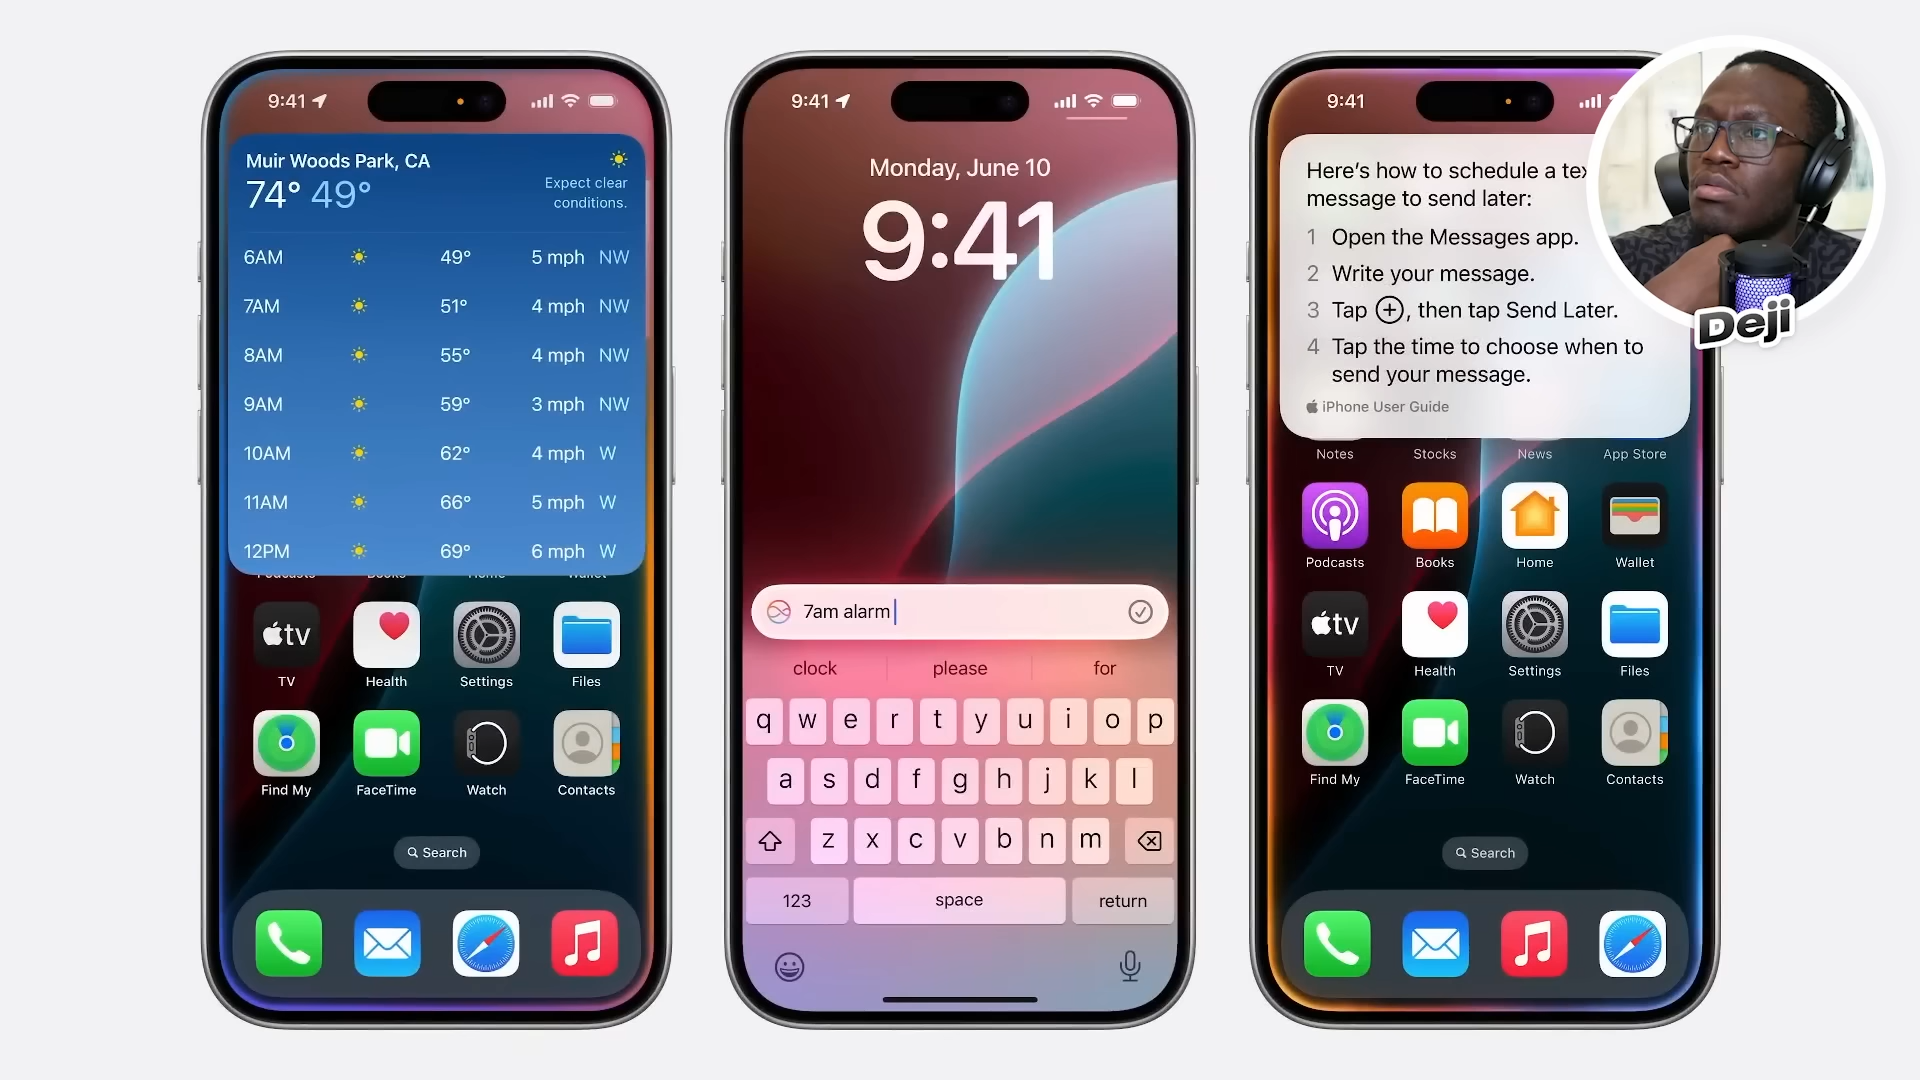 9:41
Muir Woods Park, CA
74° 49°
Expect clear
conditions.
6AM 49° 5 mph NW
7AM 51° 4 mph NW
8AM 55° 4 mph NW
9AM 59° 3 mph NW
10AM 62° 4 mph W
11AM 66° 5 mph W
12PM 69° 6 mph W
Podcasts Books Home Wallet
tv
TV Health Settings Files
Find My FaceTime Watch Contacts
Search
9:41
Monday, June 10
9:41
7am alarm
clock please for
q w e r t y u i o p
a s d f g h j k l
z x c v b n m
123 space return
9:41
Here's how to schedule a
message to send later:
1 Open the Messages app.
2 Write your message.
3 Tap +, then tap Send Later.
4 Tap the time to choose when to
send your message.
iPhone User Guide
Notes Stocks News App Store
Podcasts Books Home Wallet
tv
TV Health Settings Files
Find My FaceTime Watch Contacts
Search
Deji